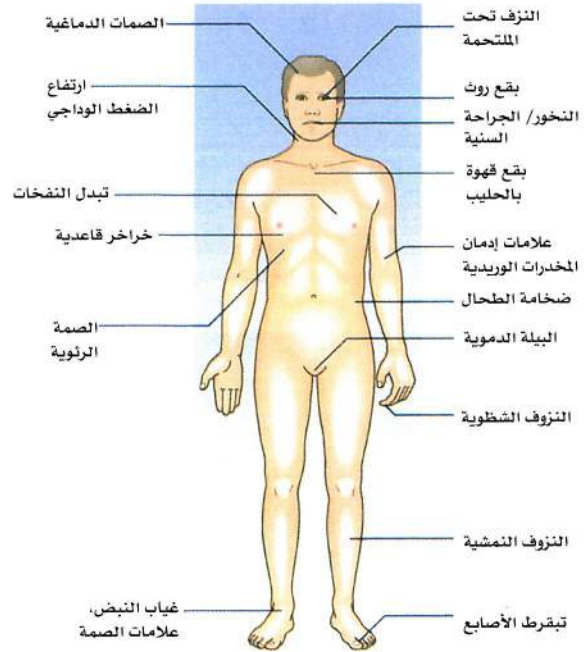 النزف تحت
الملتحمة
بقع روث
النخور/ الجراحة
السنية
بقع قهوة
بالحليب
علامات إدمان
المخدرات الوريدية
ضخامة الطحال
البيلة الدموية
النزوف الشظوية
النزوف النمشية
تبقرط الأصابع
الصمات الدماغية
ارتفاع
الضغط الوداجي
تبدل النفخات
خراخر قاعدية
الصمة
الرئوية
غياب النبض،
علامات الصمة